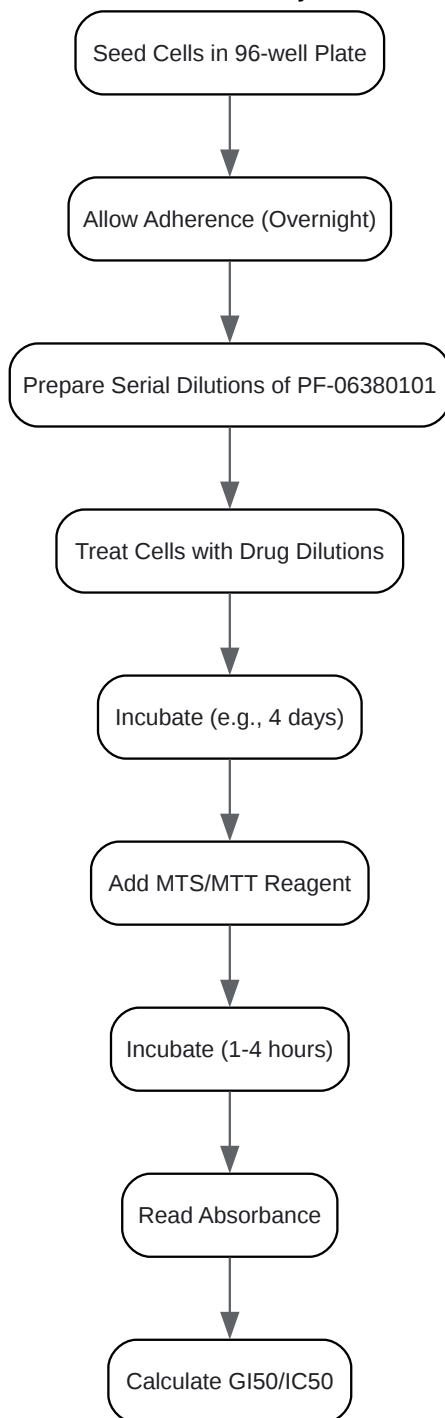 Seed Cells in 96-well Plate
Allow Adherence (Overnight)
Prepare Serial Dilutions of PF-06380101
Treat Cells with Drug Dilutions
Incubate (e.g., 4 days)
Add MTS/MTT Reagent
Incubate (1-4 hours)
Read Absorbance
Calculate GI50/IC50